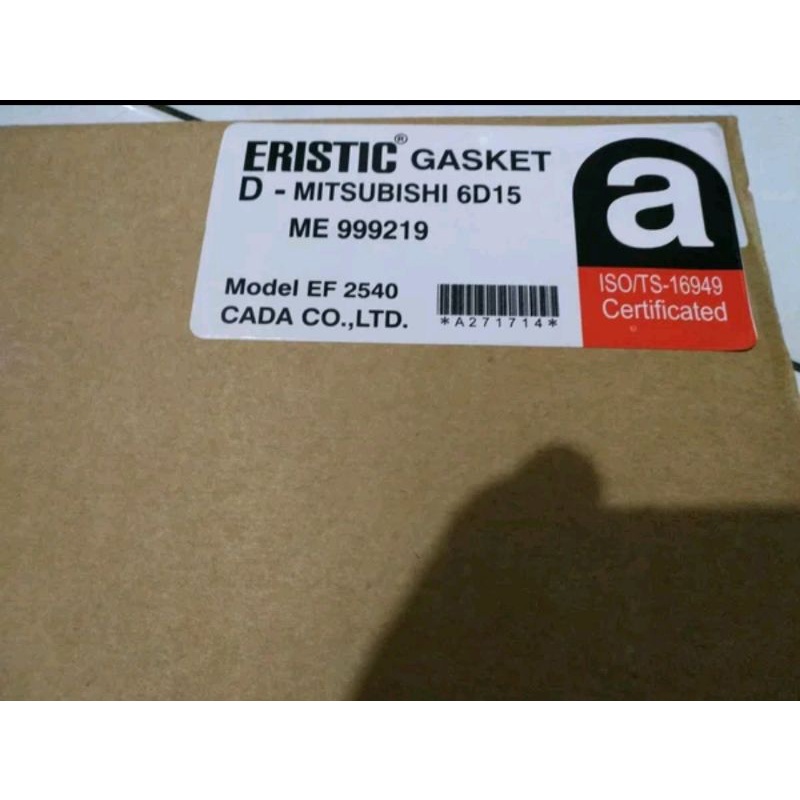 ERISTIC® GASKET
D - MITSUBISHI 6D15
ME 999219
Model EF 2540
CADA CO.,LTD.
*A271714*
a
ISO/TS-16949
Certificated